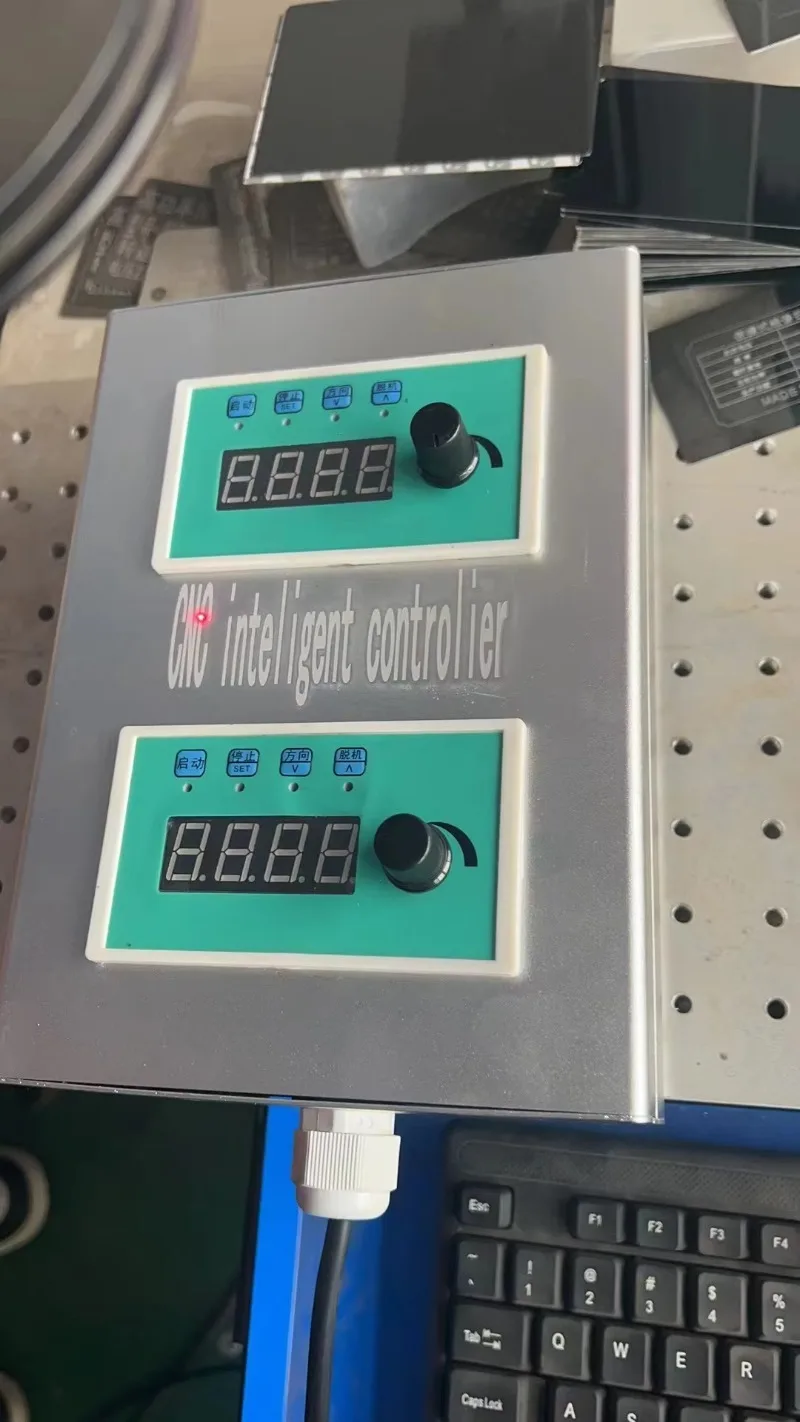 MADE
启动 停止 方向 脱机
SET V Λ
CNC inteligent controlier
启动 停止 方向 脱机
SET V Λ
Esc F1 F2 F3 F4
~ ! @ # $ %
` 1 2 3 4 5
Tab Q W E R
Caps Lock A S